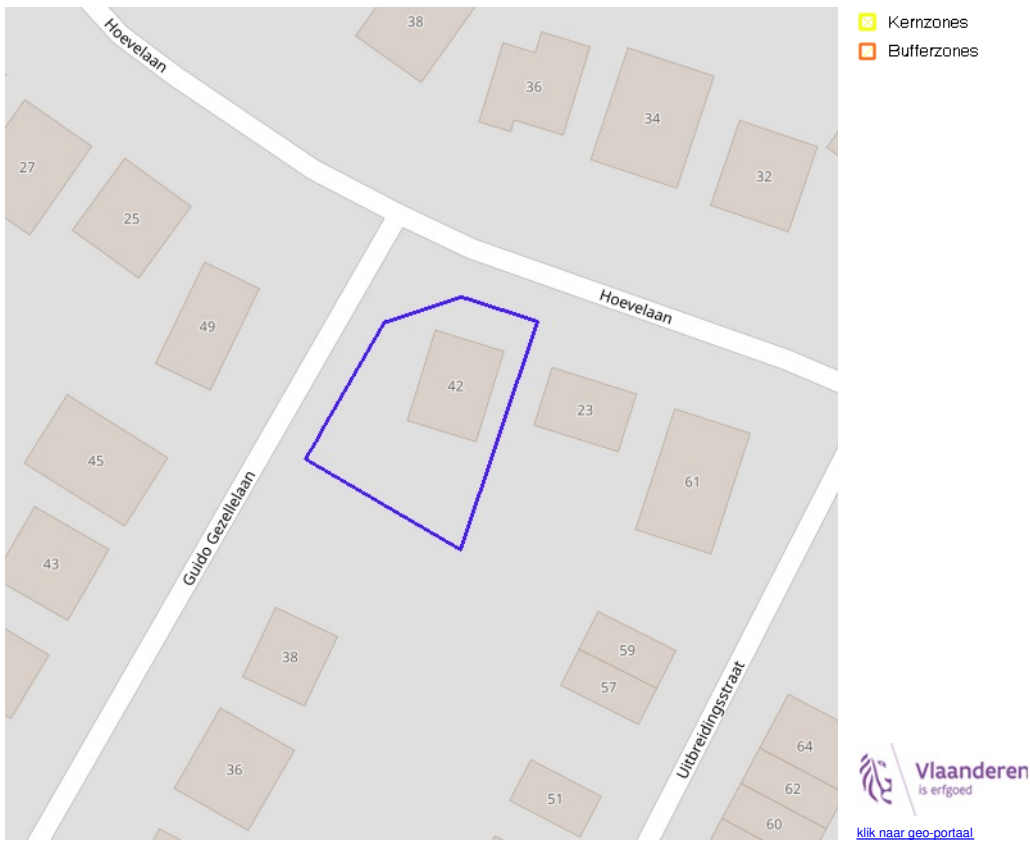 Hoevelaan
38
36
34
32
27
25
49
Hoevelaan
42
23
45
61
43
Guido Gezellelaan
38
59
57
Uitbreidingsstraat
36
51
64
62
60
Kernzones
Bufferzones
Vlaanderen
is erfgoed
klik naar geo-portaal